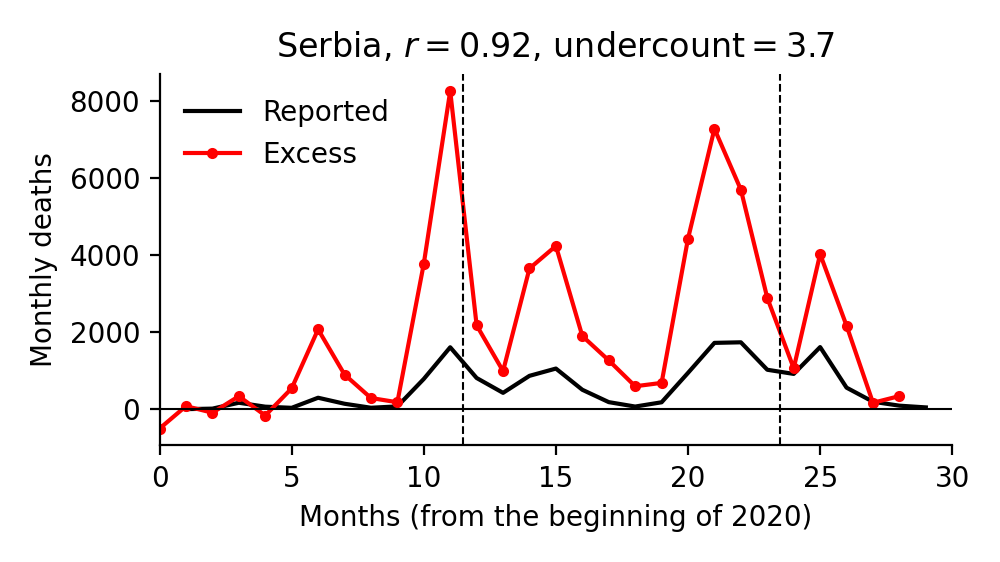 Serbia, r = 0.92, undercount = 3.7
Monthly deaths
8000
6000
4000
2000
0
Reported
Excess
0 5 10 15 20 25 30
Months (from the beginning of 2020)